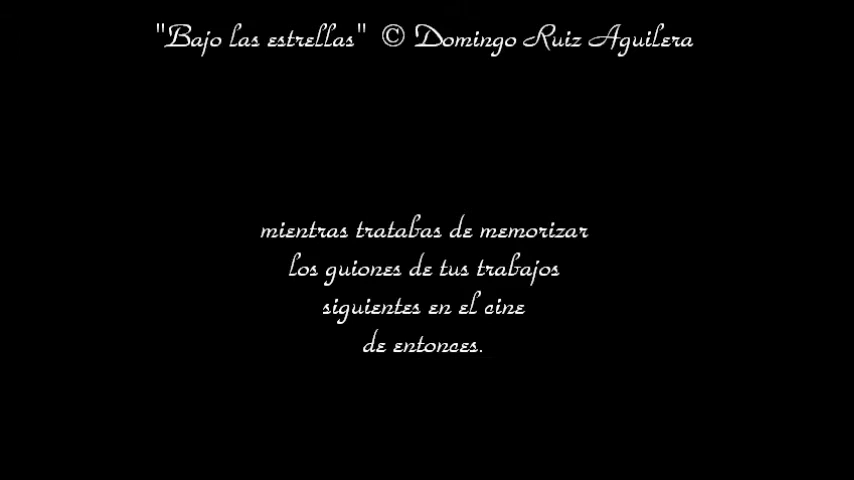 "Bajo las estrellas" © Domingo Ruiz Aguilera
mientras tratabas de memorizar
los guiones de tus trabajos
siguientes en el cine
de entonces.